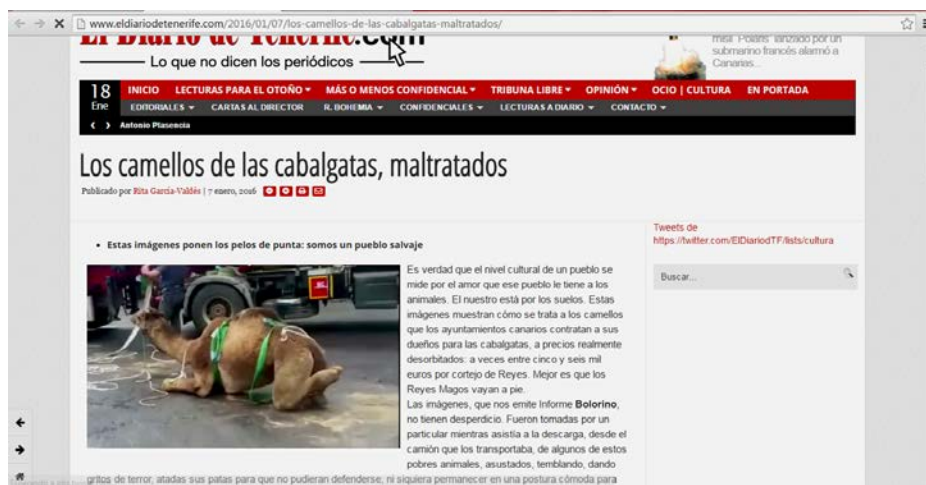 www.eldiariodetenerife.com/2016/01/07/los-camellos-de-las-cabalgatas-maltratados/
El Diario de Tenerife.com
Lo que no dicen los periódicos
misil 'Polaris' lanzado por un
submarino francés alarmó a
Canarias...
18
Ene
INICIO LECTURAS PARA EL OTOÑO MÁS O MENOS CONFIDENCIAL TRIBUNA LIBRE OPINIÓN OCIO | CULTURA EN PORTADA
EDITORIALES CARTAS AL DIRECTOR R. BOHEMIA CONFIDENCIALES LECTURAS A DIARIO CONTACTO
Antonio Plasencia
Los camellos de las cabalgatas, maltratados
Publicado por Rita García-Valdés | 7 enero, 2016
Estas imágenes ponen los pelos de punta: somos un pueblo salvaje
Es verdad que el nivel cultural de un pueblo se
mide por el amor que ese pueblo le tiene a los
animales. El nuestro está por los suelos. Estas
imágenes muestran cómo se trata a los camellos
que los ayuntamientos canarios contratan a sus
dueños para las cabalgatas, a precios realmente
desorbitados: a veces entre cinco y seis mil
euros por cortejo de Reyes. Mejor es que los
Reyes Magos vayan a pie.
Las imágenes, que nos emite Informe Bolorino,
no tienen desperdicio. Fueron tomadas por un
particular mientras asistía a la descarga, desde el
camión que los transportaba, de algunos de estos
pobres animales, asustados, temblando, dando
gritos de terror, atadas sus patas para que no pudieran defenderse, ni siquiera permanecer en una postura cómoda para
Tweets de
https://twitter.com/ElDiariodTF/lists/cultura
Buscar...